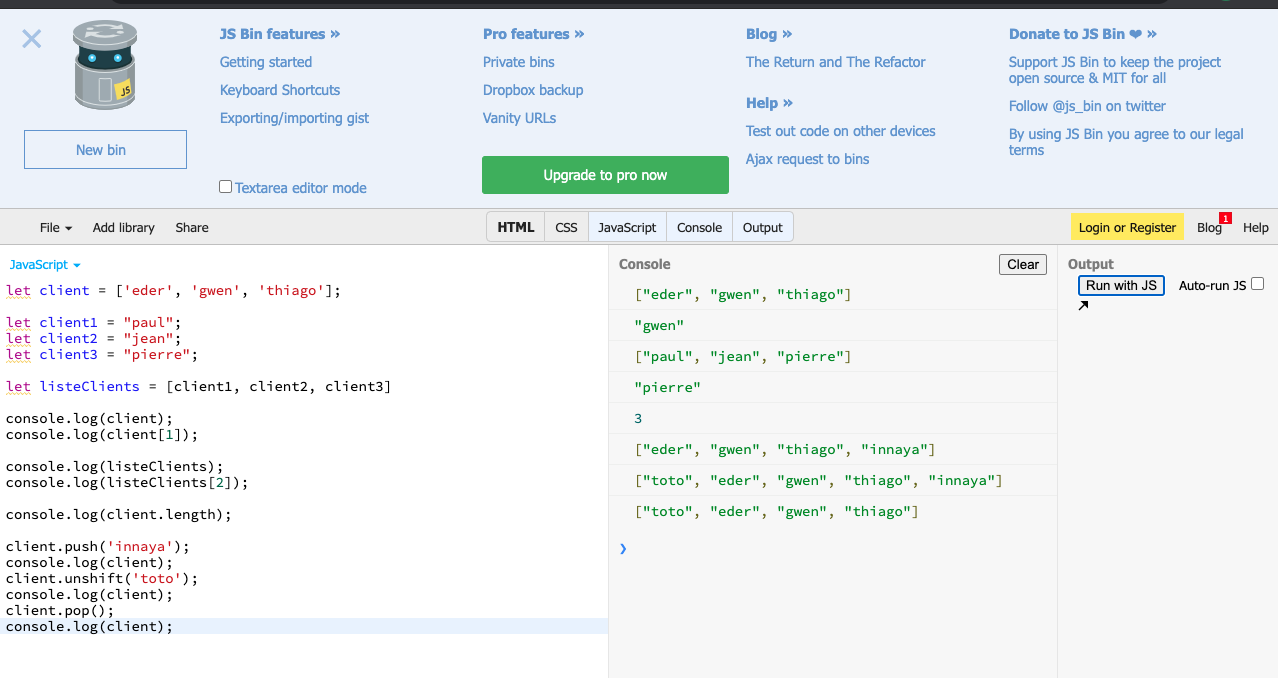 JS Bin features »
Getting started
Keyboard Shortcuts
Exporting/importing gist
Textarea editor mode
Pro features »
Private bins
Dropbox backup
Vanity URLs
Upgrade to pro now
Blog »
The Return and The Refactor
Help »
Test out code on other devices
Ajax request to bins
Donate to JS Bin ❤ »
Support JS Bin to keep the project
open source & MIT for all
Follow @js_bin on twitter
By using JS Bin you agree to our legal
terms
JS
New bin
File Add library Share HTML CSS JavaScript Console Output Login or Register Blog 1 Help
JavaScript
let client = ['eder', 'gwen', 'thiago'];
let client1 = "paul";
let client2 = "jean";
let client3 = "pierre";
let listeClients = [client1, client2, client3]
console.log(client);
console.log(client[1]);
console.log(listeClients);
console.log(listeClients[2]);
console.log(client.length);
client.push('innaya');
console.log(client);
client.unshift('toto');
console.log(client);
client.pop();
console.log(client);
Console Clear
["eder", "gwen", "thiago"]
"gwen"
["paul", "jean", "pierre"]
"pierre"
3
["eder", "gwen", "thiago", "innaya"]
["toto", "eder", "gwen", "thiago", "innaya"]
["toto", "eder", "gwen", "thiago"]
❯
Output
Run with JS Auto-run JS